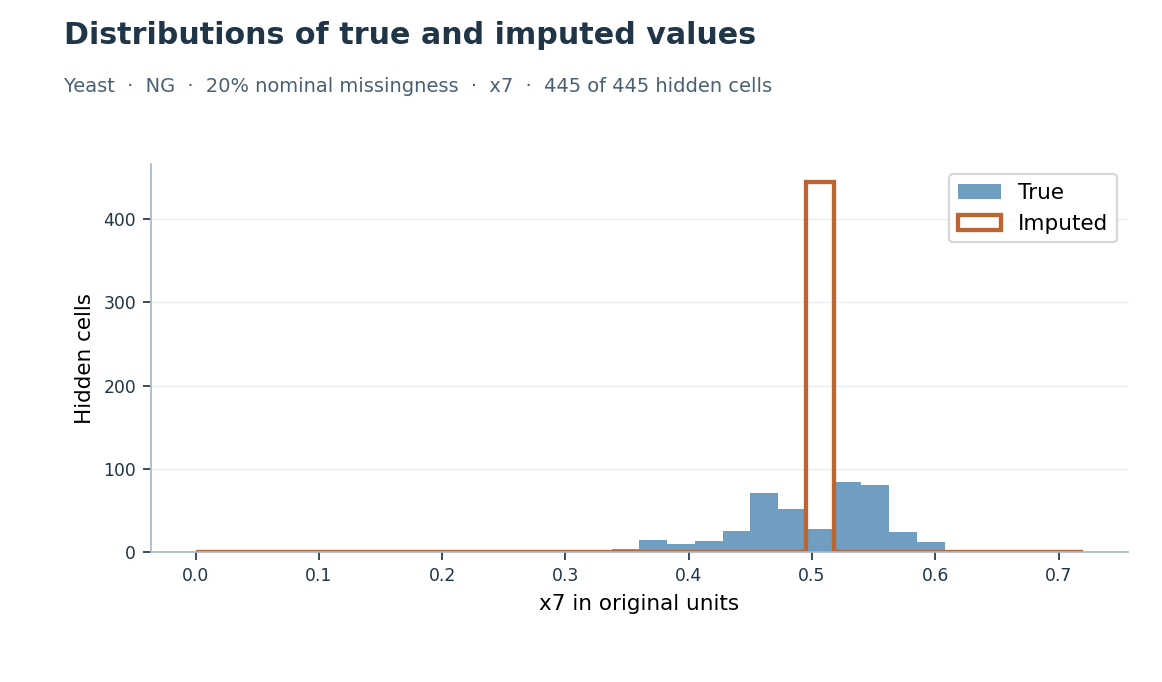 Distributions of true and imputed values
Yeast · NG · 20% nominal missingness · x7 · 445 of 445 hidden cells
True
Imputed
Hidden cells
400
300
200
100
0
0.0 0.1 0.2 0.3 0.4 0.5 0.6 0.7
x7 in original units